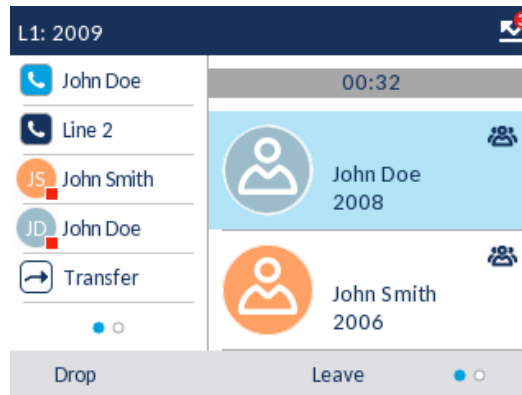 L1: 2009
John Doe
Line 2
JS John Smith
JD John Doe
Transfer
00:32
John Doe
2008
John Smith
2006
Drop
Leave